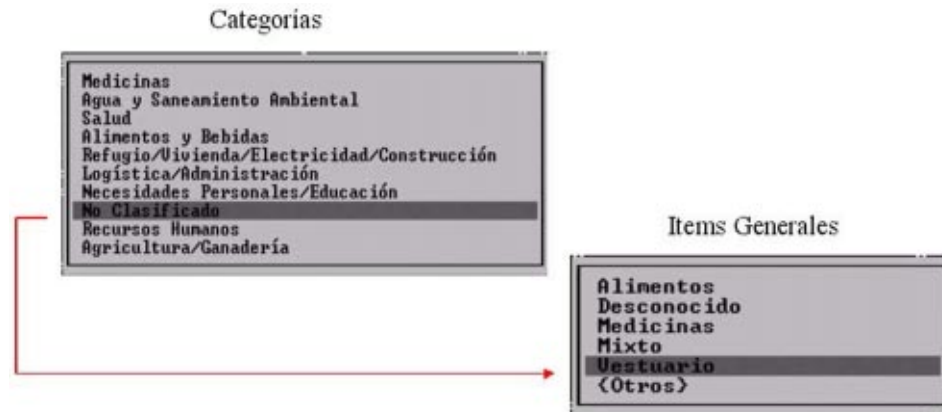 Categorías
Medicinas
Agua y Saneamiento Ambiental
Salud
Alimentos y Bebidas
Refugio/Vivienda/Electricidad/Construcción
Logística/Administración
Necesidades Personales/Educación
No Clasificado
Recursos Humanos
Agricultura/Ganadería
Items Generales
Alimentos
Desconocido
Medicinas
Mixto
Vestuario
(Otros)